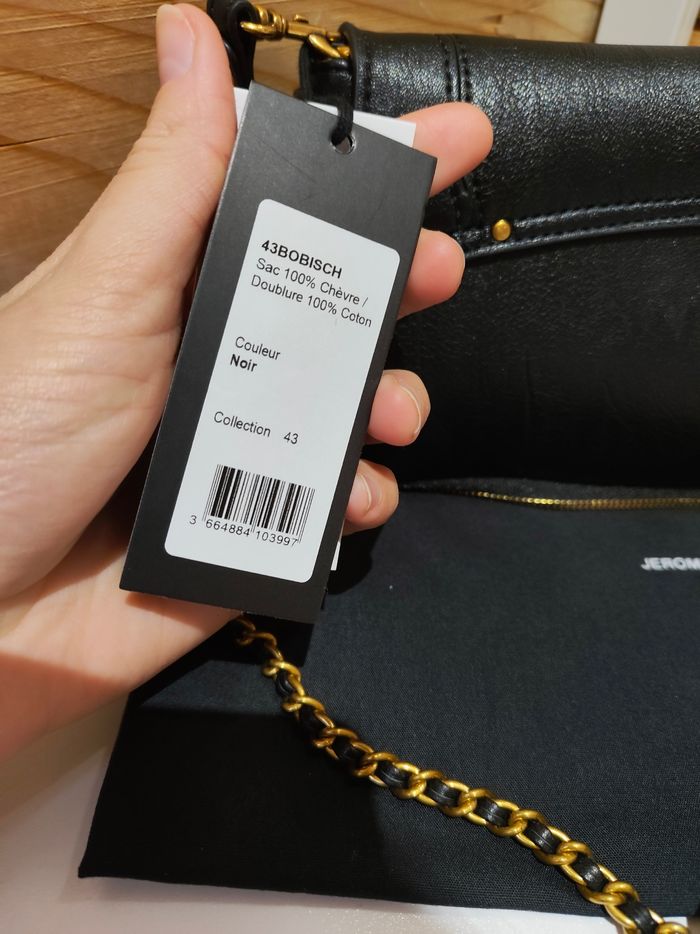 43BOBISCH
Sac 100% Chèvre /
Doublure 100% Coton
Couleur
Noir
Collection 43
3 664884 103997
JEROM